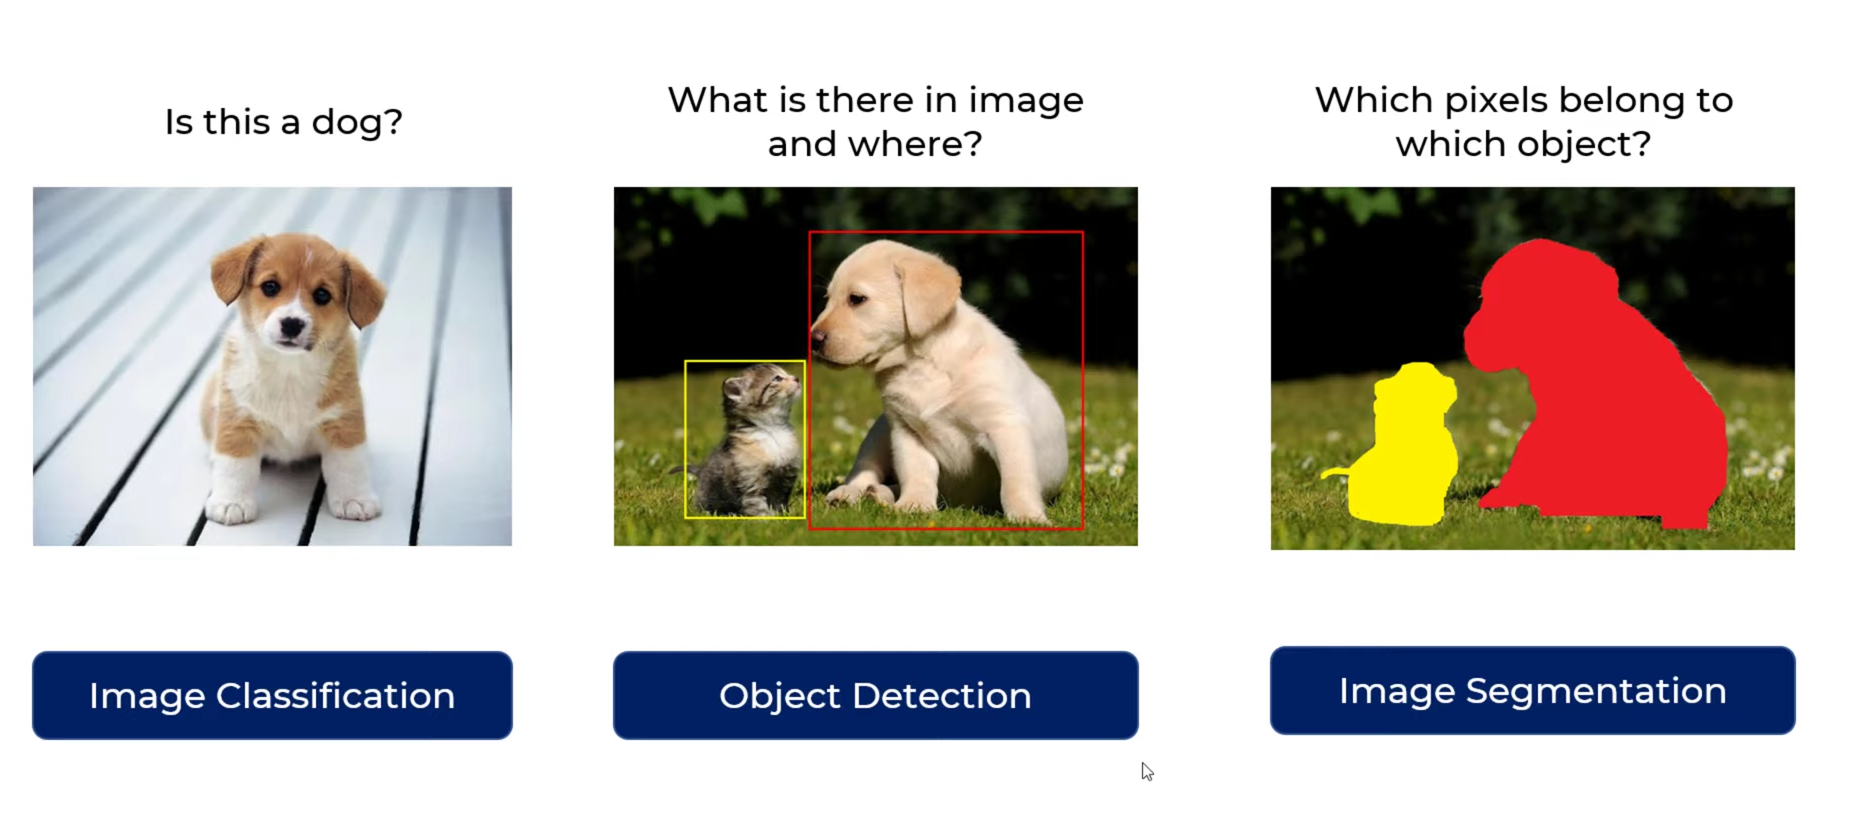 Is this a dog?
What is there in image
and where?
Which pixels belong to
which object?
Image Classification
Object Detection
Image Segmentation